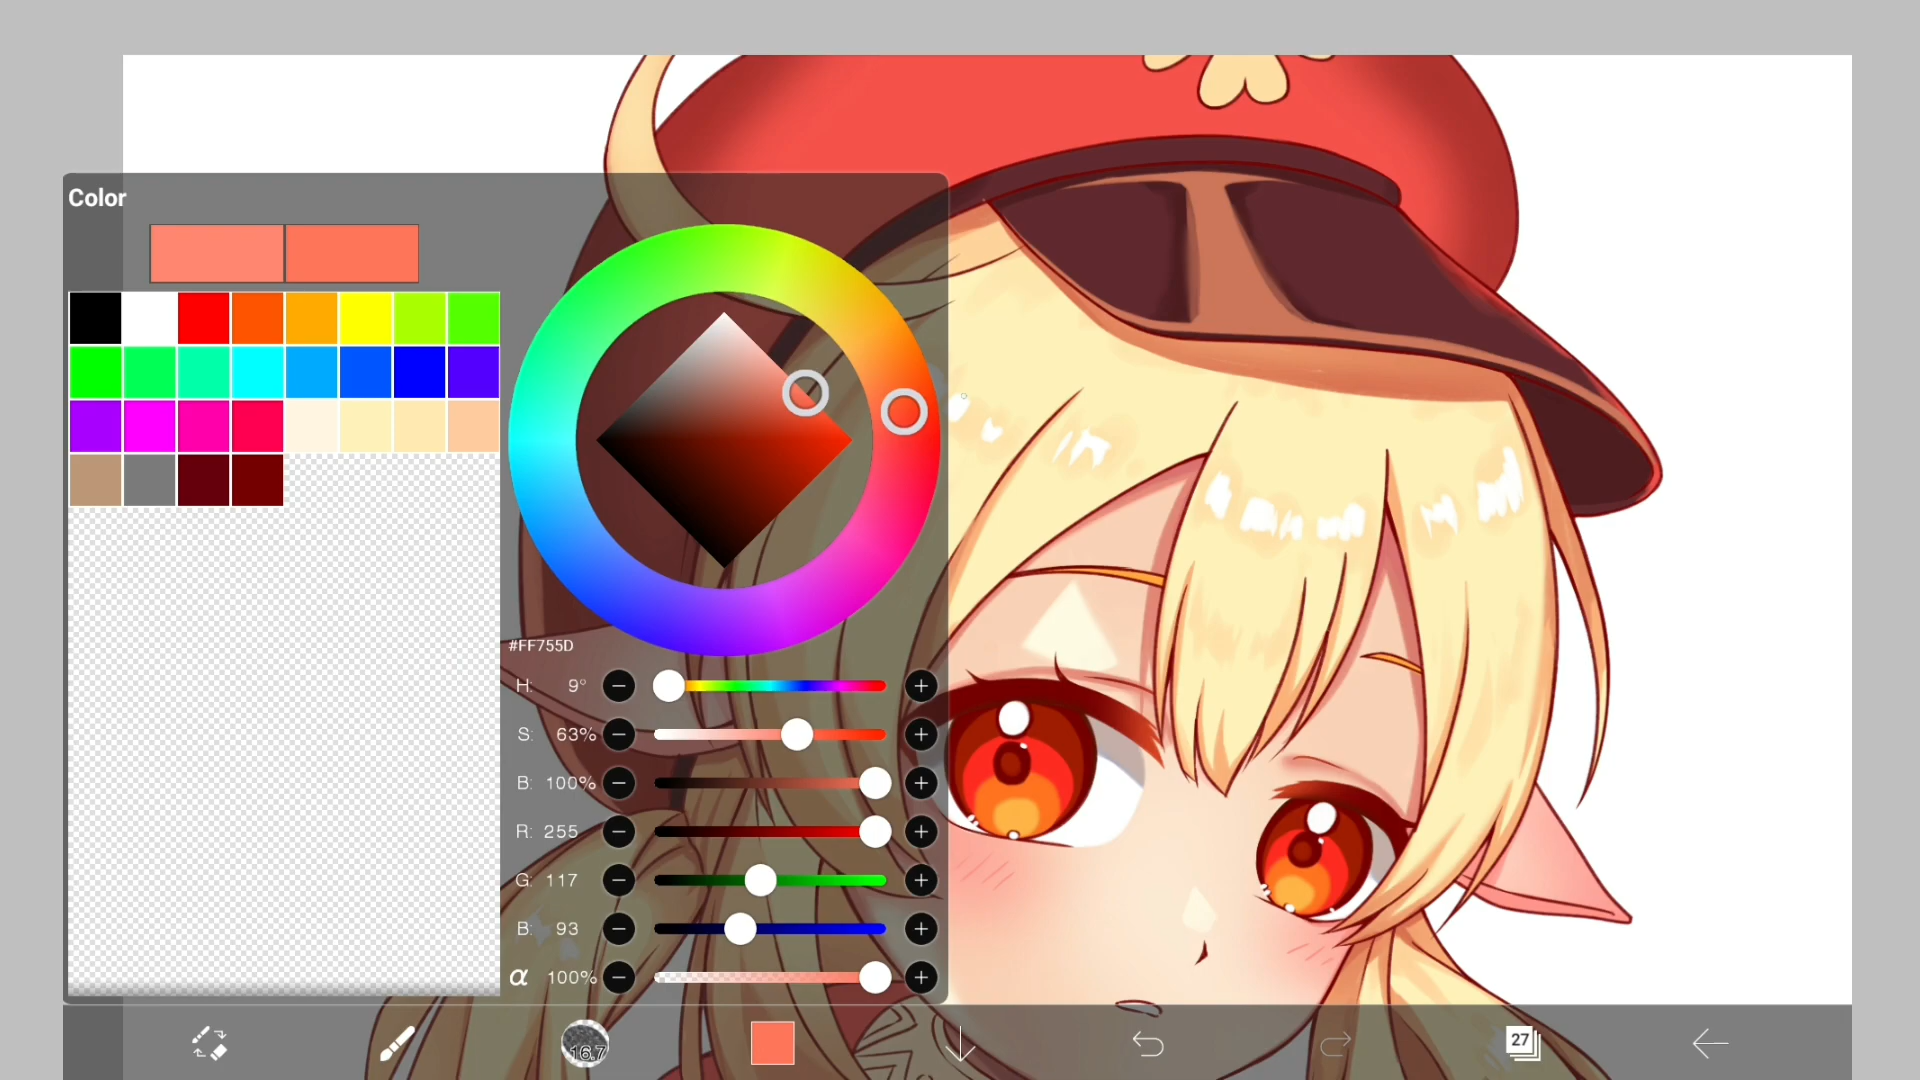 Color
#FF755D
H: 9°
S: 63%
B: 100%
R: 255
G: 117
B: 93
α 100%
16.7
27